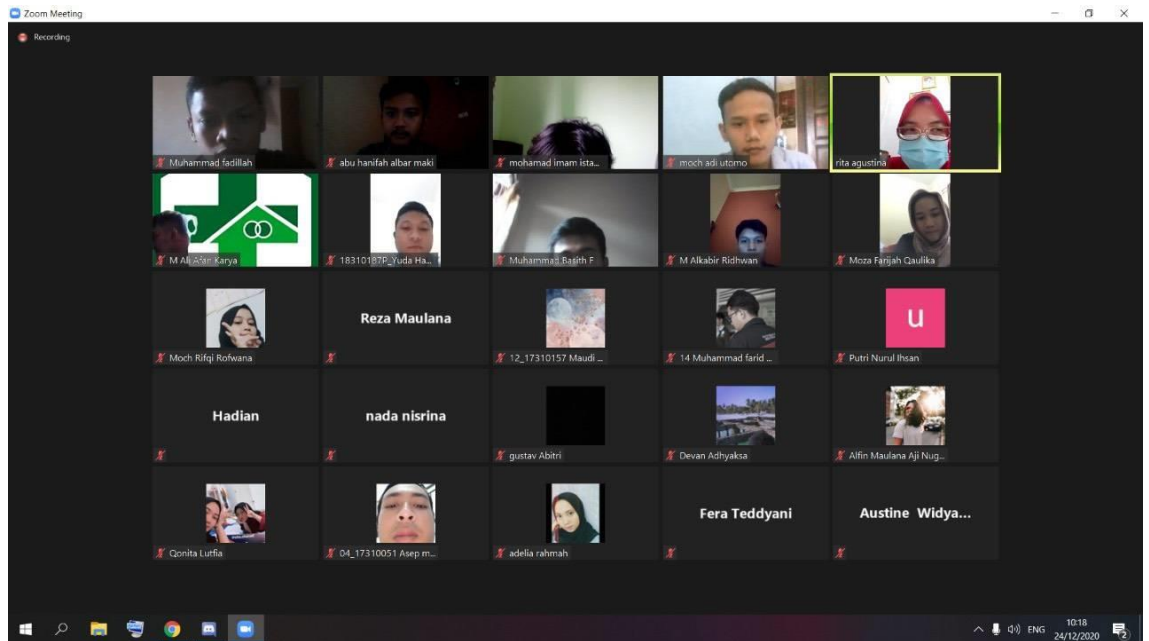 Zoom Meeting
Recording
Muhammad fadillah
abu hanifah albar maki
mohamad imam ista...
moch adi utomo
rita agustina
M Ali Afan Karya
18310187P_Yuda Ha...
Muhammad Basith F
M Alkabir Ridhwan
Moza Farijah Qaulika
Moch Rifqi Rofwana
Reza Maulana
12_17310157 Maudi ...
14 Muhammad farid ...
u
Putri Nurul Ihsan
Hadian
nada nisrina
gustav Abitri
Devan Adhyaksa
Alfin Maulana Aji Nug...
Qonita Lutfia
04_17310051 Asep m...
adelia rahmah
Fera Teddyani
Austine Widya...
ENG
10:18
24/12/2020
2